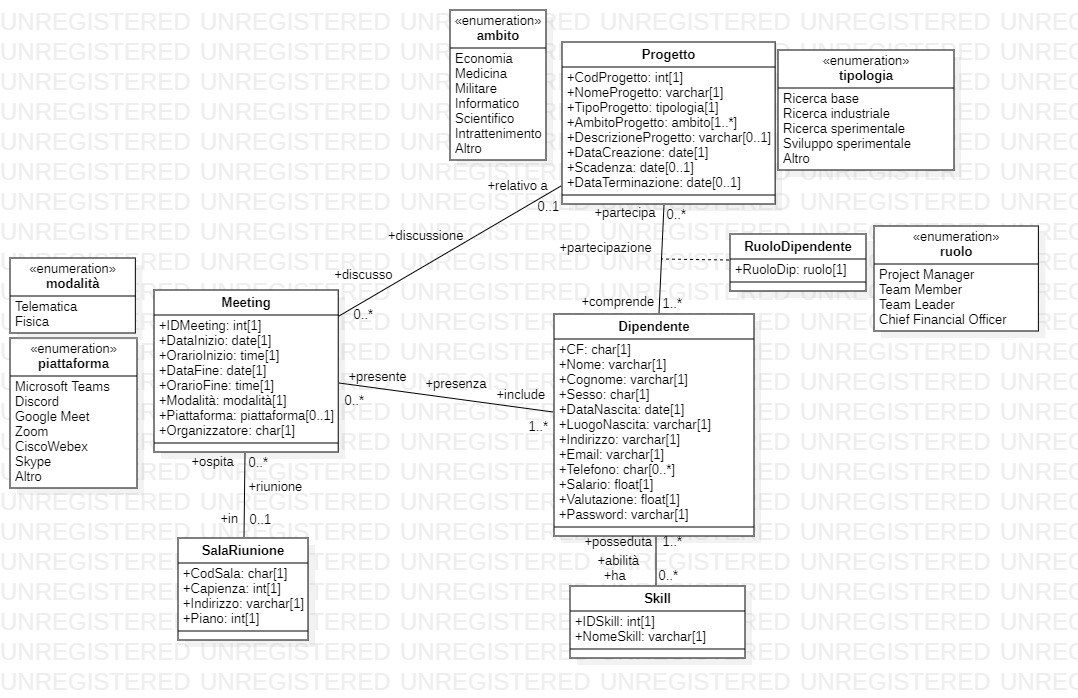 «enumeration»
ambito
Economia
Medicina
Militare
Informatico
Scientifico
Intrattenimento
Altro
Progetto
+CodProgetto: int[1]
+NomeProgetto: varchar[1]
+TipoProgetto: tipologia[1]
+AmbitoProgetto: ambito[1..*]
+DescrizioneProgetto: varchar[0..1]
+DataCreazione: date[1]
+Scadenza: date[0..1]
+DataTerminazione: date[0..1]
«enumeration»
tipologia
Ricerca base
Ricerca industriale
Ricerca sperimentale
Sviluppo sperimentale
Altro
+relativo a
0..1
+discussione
+discusso
0..*
+partecipa
0..*
+partecipazione
+comprende
1..*
RuoloDipendente
+RuoloDip: ruolo[1]
«enumeration»
ruolo
Project Manager
Team Member
Team Leader
Chief Financial Officer
«enumeration»
modalità
Telematica
Fisica
«enumeration»
piattaforma
Microsoft Teams
Discord
Google Meet
Zoom
CiscoWebex
Skype
Altro
Meeting
+IDMeeting: int[1]
+DataInizio: date[1]
+OrarioInizio: time[1]
+DataFine: date[1]
+OrarioFine: time[1]
+Modalità: modalità[1]
+Piattaforma: piattaforma[0..1]
+Organizzatore: char[1]
+presente
0..*
+presenza
+include
1..*
Dipendente
+CF: char[1]
+Nome: varchar[1]
+Cognome: varchar[1]
+Sesso: char[1]
+DataNascita: date[1]
+LuogoNascita: varchar[1]
+Indirizzo: varchar[1]
+Email: varchar[1]
+Telefono: char[0..*]
+Salario: float[1]
+Valutazione: float[1]
+Password: varchar[1]
+ospita
0..*
+riunione
+in
0..1
SalaRiunione
+CodSala: char[1]
+Capienza: int[1]
+Indirizzo: varchar[1]
+Piano: int[1]
+posseduta
1..*
+abilità
+ha
0..*
Skill
+IDSkill: int[1]
+NomeSkill: varchar[1]
UNREGISTERED